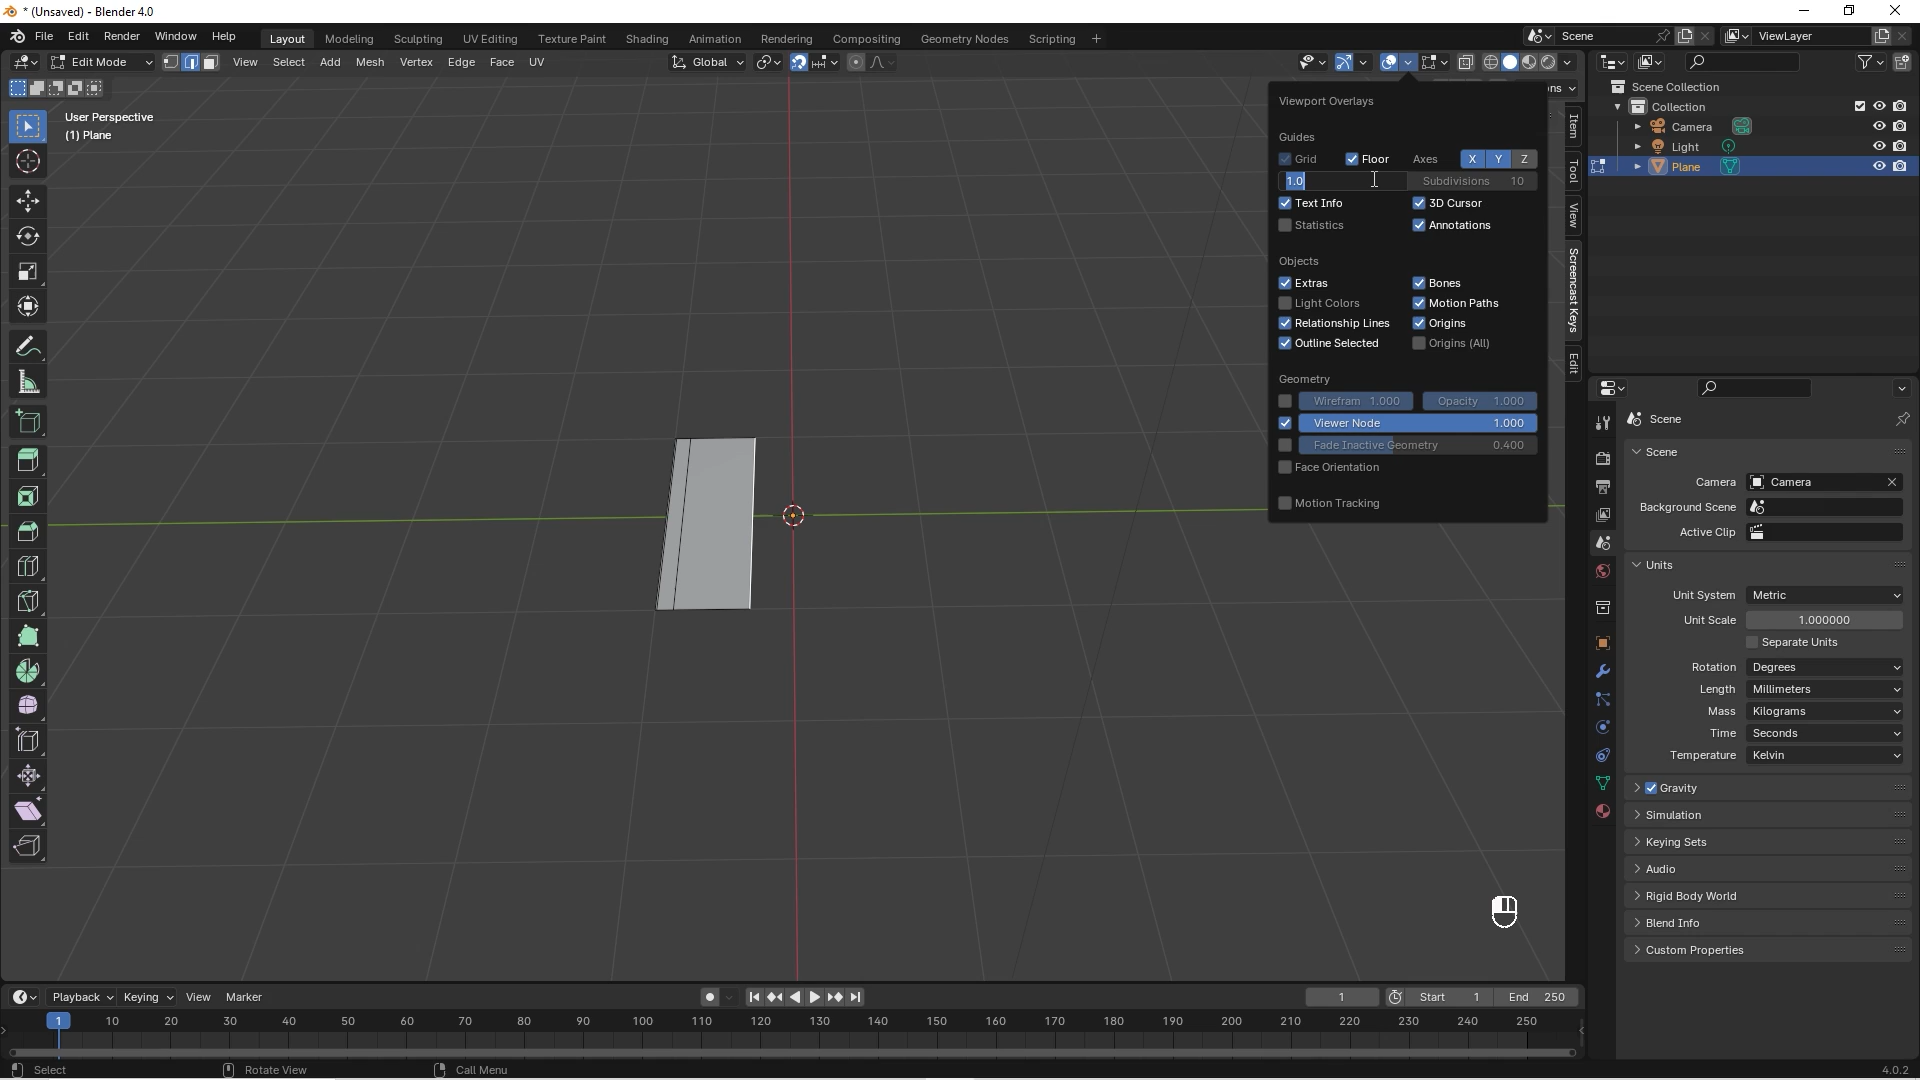 * (Unsaved) - Blender 4.0
File Edit Render Window Help
Layout Modeling Sculpting UV Editing Texture Paint Shading Animation Rendering Compositing Geometry Nodes Scripting +
Scene
ViewLayer
Edit Mode
View Select Add Mesh Vertex Edge Face UV
Global
ns
User Perspective
(1) Plane
Viewport Overlays
Guides
Grid Floor Axes X Y Z
1.0 Subdivisions 10
Text Info 3D Cursor
Statistics Annotations
Objects
Extras Bones
Light Colors Motion Paths
Relationship Lines Origins
Outline Selected Origins (All)
Geometry
Wirefram 1.000 Opacity 1.000
Viewer Node 1.000
Fade Inactive Geometry 0.400
Face Orientation
Motion Tracking
Item
Tool
View
Screencast Keys
Edit
Scene Collection
Collection
Camera
Light
Plane
Scene
Scene
Camera Camera
Background Scene
Active Clip
Units
Unit System Metric
Unit Scale 1.000000
Separate Units
Rotation Degrees
Length Millimeters
Mass Kilograms
Time Seconds
Temperature Kelvin
Gravity
Simulation
Keying Sets
Audio
Rigid Body World
Blend Info
Custom Properties
Playback Keying View Marker
1 Start 1 End 250
1 10 20 30 40 50 60 70 80 90 100 110 120 130 140 150 160 170 180 190 200 210 220 230 240 250
Select Rotate View Call Menu
4.0.2